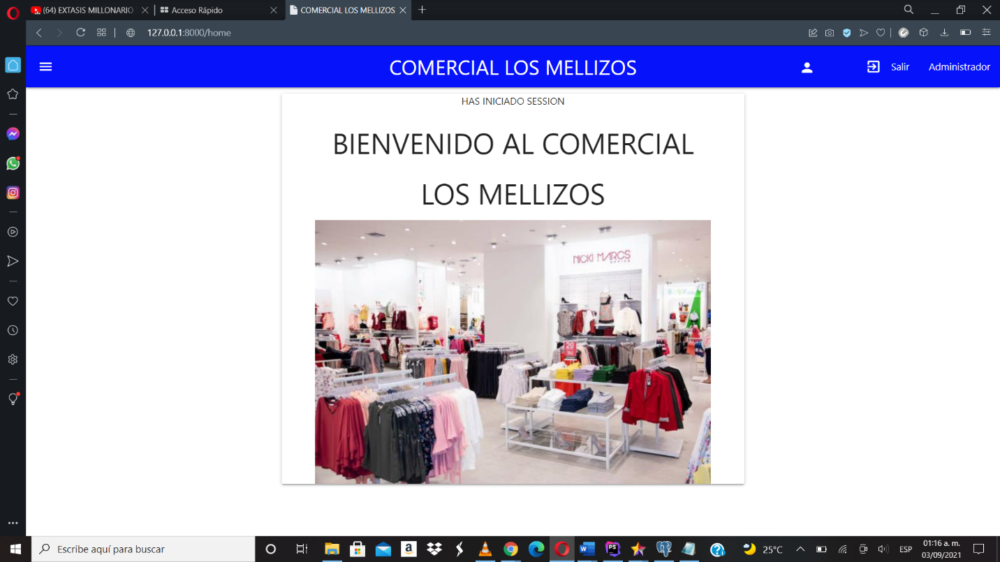 (64) EXTASIS MILLONARIO
Acceso Rápido
COMERCIAL LOS MELLIZOS
127.0.0.1:8000/home
COMERCIAL LOS MELLIZOS
Salir
Administrador
HAS INICIADO SESSION
BIENVENIDO AL COMERCIAL
LOS MELLIZOS
NICKI MARCS
20
Escribe aquí para buscar
25°C
ESP
01:16 a. m.
03/09/2021